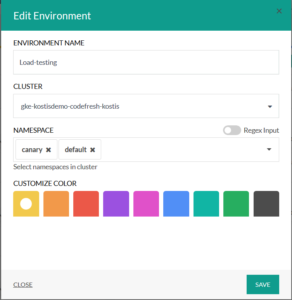 Edit Environment
ENVIRONMENT NAME
Load-testing
CLUSTER
gke-kostisdemo-codefresh-kostis
NAMESPACE
Regex Input
canary
default
Select namespaces in cluster
CUSTOMIZE COLOR
CLOSE
SAVE